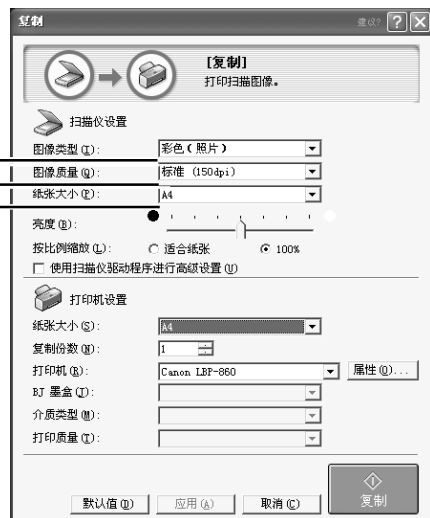 复制 建议?
[复制]
打印扫描图像。
扫描仪设置
图像类型(I): 彩色(照片)
图像质量(Q): 标准 (150dpi)
纸张大小(P): A4
亮度(B):
按比例缩放(L): 适合纸张 100%
使用扫描仪驱动程序进行高级设置(U)
打印机设置
纸张大小(S): A4
复制份数(N): 1
打印机(R): Canon LBP-860 属性(O)...
BJ 墨盒(J):
介质类型(M):
打印质量(T):
默认值(D) 应用(A) 取消(C) 复制